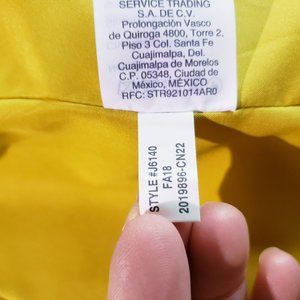 SERVICE TRADING
S.A. DE C.V.
Prolongación Vasco
de Quiroga 4800, Torre 2,
Piso 3 Col. Santa Fe
Cuajimalpa, Del.
Cuajimalpa de Morelos
C.P. 05348, Ciudad de
México, MÉXICO
RFC: STR921014AR0
STYLE #J6140
FA18
2019896-CN22